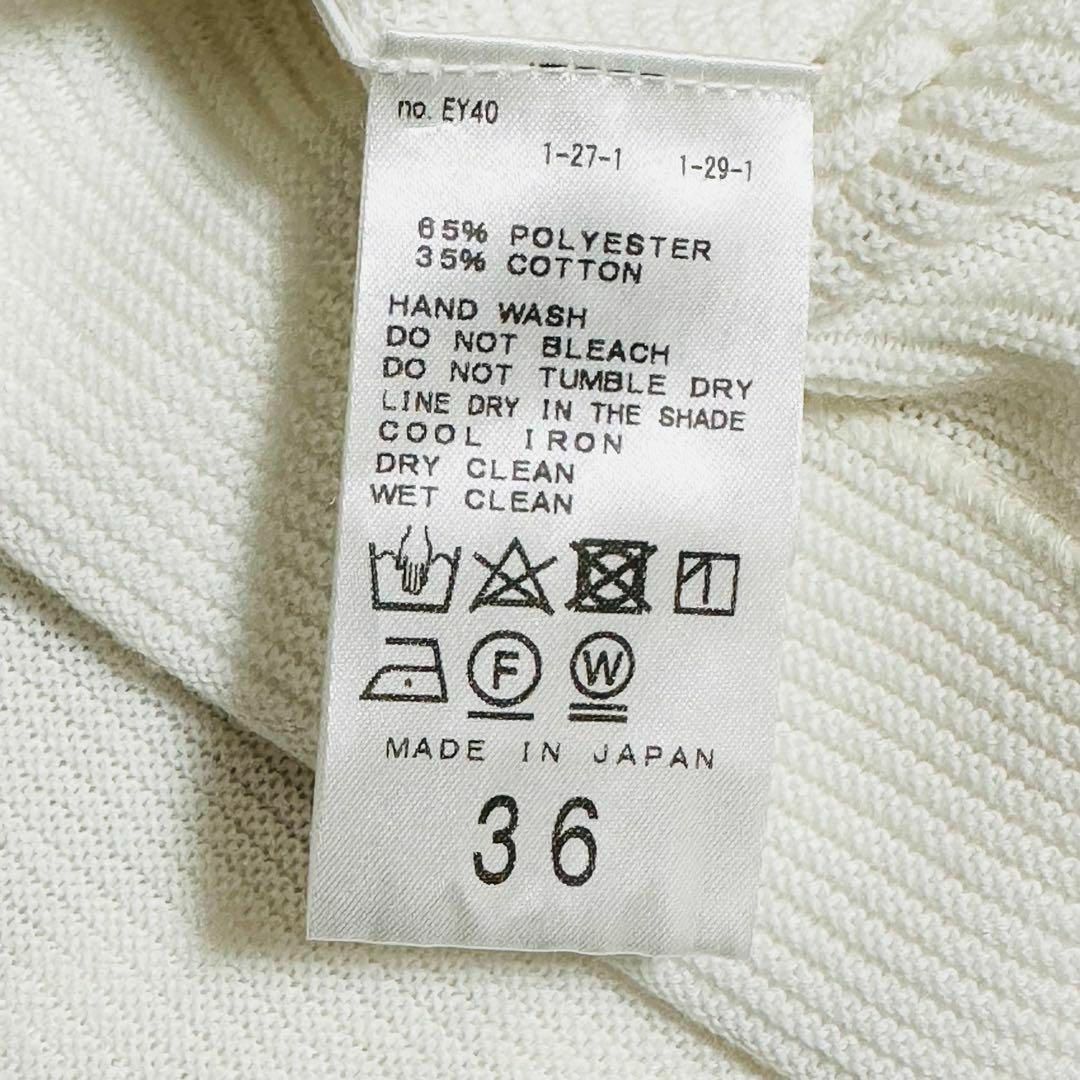 no. EY40
1-27-1 1-29-1
65% POLYESTER
35% COTTON
HAND WASH
DO NOT BLEACH
DO NOT TUMBLE DRY
LINE DRY IN THE SHADE
COOL IRON
DRY CLEAN
WET CLEAN
F W
MADE IN JAPAN
36